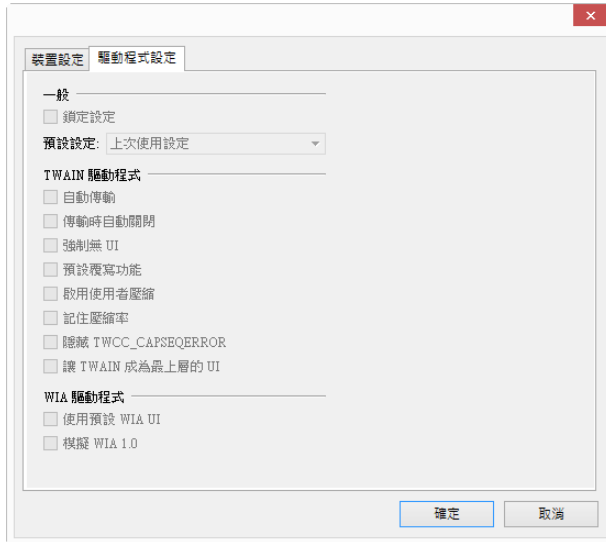 裝置設定 驅動程式設定
一般
鎖定設定
預設設定: 上次使用設定
TWAIN 驅動程式
自動傳輸
傳輸時自動關閉
強制無 UI
預設覆寫功能
啟用使用者壓縮
記住壓縮率
隱藏 TWCC_CAPSEQERROR
讓 TWAIN 成為最上層的 UI
WIA 驅動程式
使用預設 WIA UI
模擬 WIA 1.0
確定 取消